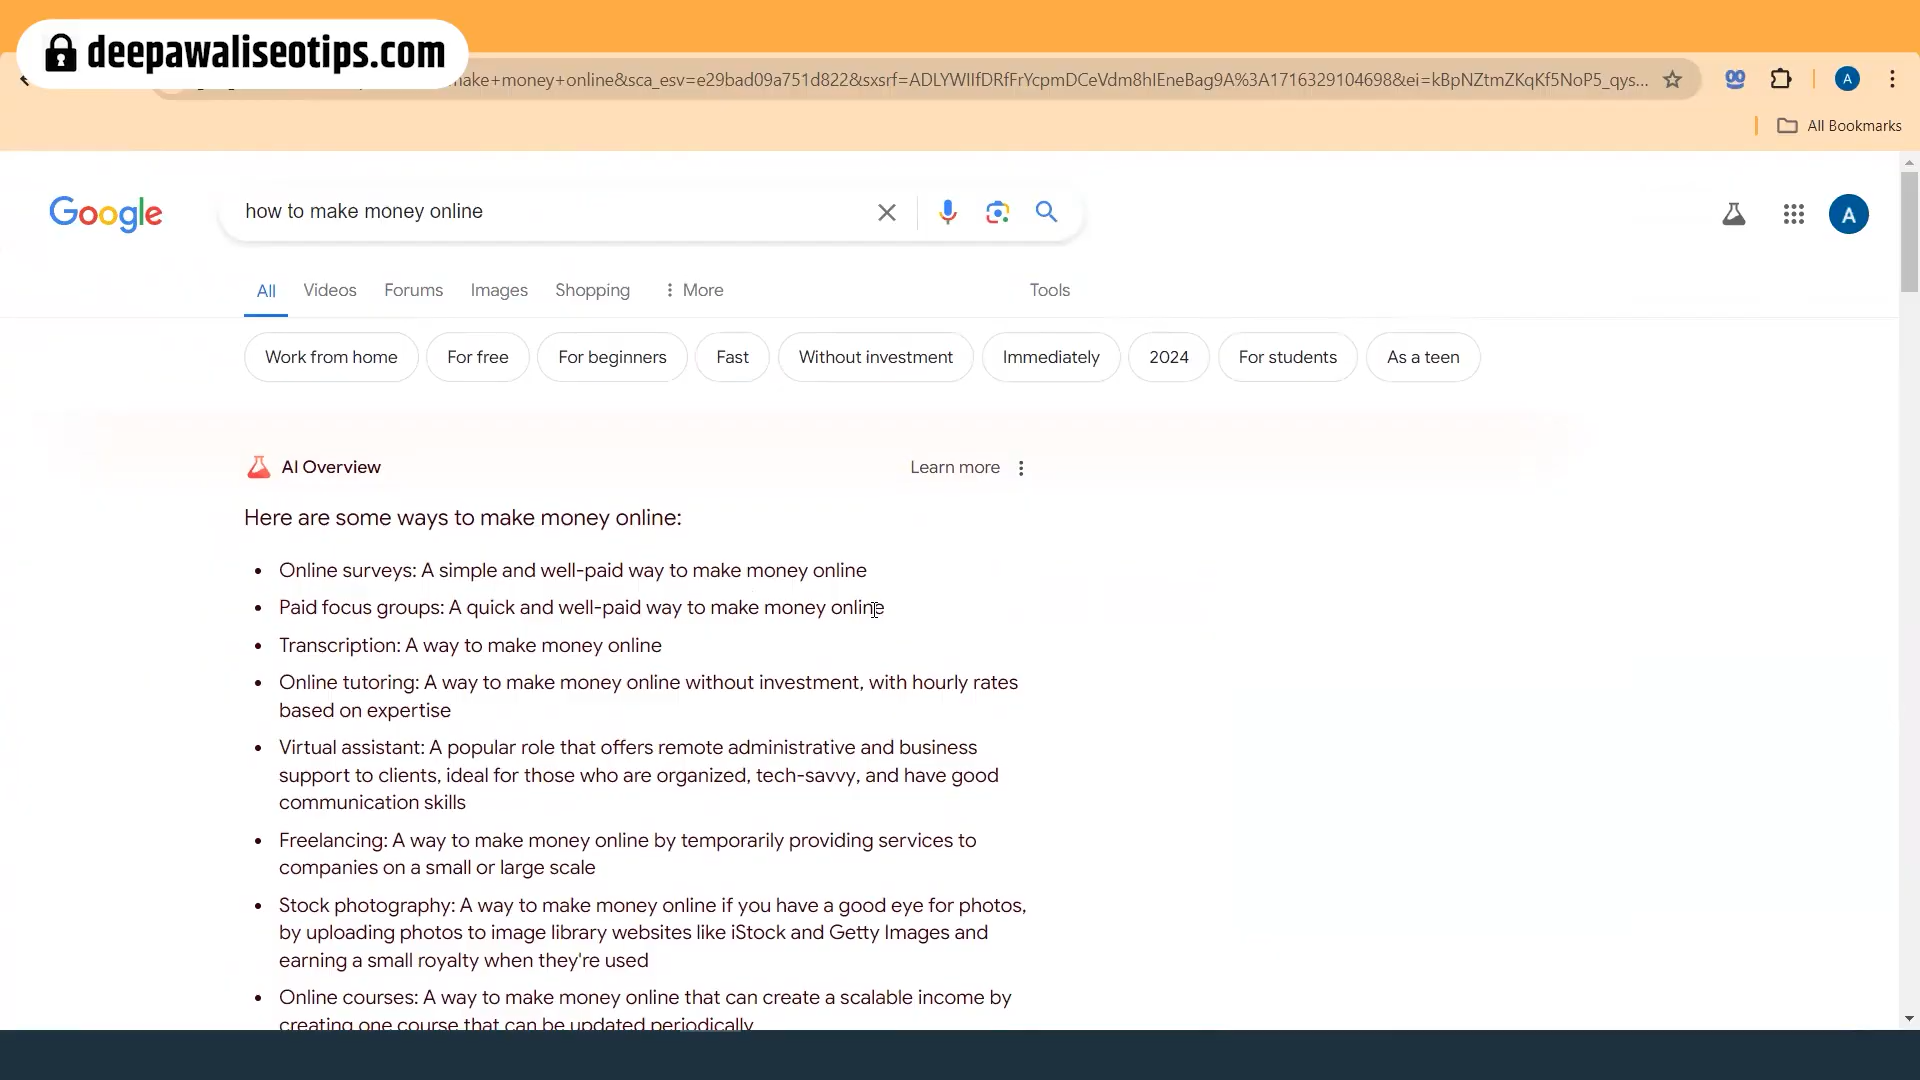 deepawaliseotips.com
make+money+online&sca_esv=e29bad09a751d822&sxsrf=ADLYWIIfDRfFrYcpmDCeVdm8hIEneBag9A%3A1716329104698&ei=kBpNZtmZKqKf5NoP5_qys...
A
All Bookmarks
Google
how to make money online
A
All Videos Forums Images Shopping More Tools
Work from home For free For beginners Fast Without investment Immediately 2024 For students As a teen
AI Overview Learn more
Here are some ways to make money online:
• Online surveys: A simple and well-paid way to make money online
• Paid focus groups: A quick and well-paid way to make money online
• Transcription: A way to make money online
• Online tutoring: A way to make money online without investment, with hourly rates
based on expertise
• Virtual assistant: A popular role that offers remote administrative and business
support to clients, ideal for those who are organized, tech-savvy, and have good
communication skills
• Freelancing: A way to make money online by temporarily providing services to
companies on a small or large scale
• Stock photography: A way to make money online if you have a good eye for photos,
by uploading photos to image library websites like iStock and Getty Images and
earning a small royalty when they're used
• Online courses: A way to make money online that can create a scalable income by
creating one course that can be updated periodically